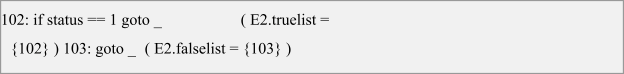 102: if status == 1 goto _ ( E2.truelist =
{102} ) 103: goto _ ( E2.falselist = {103} )